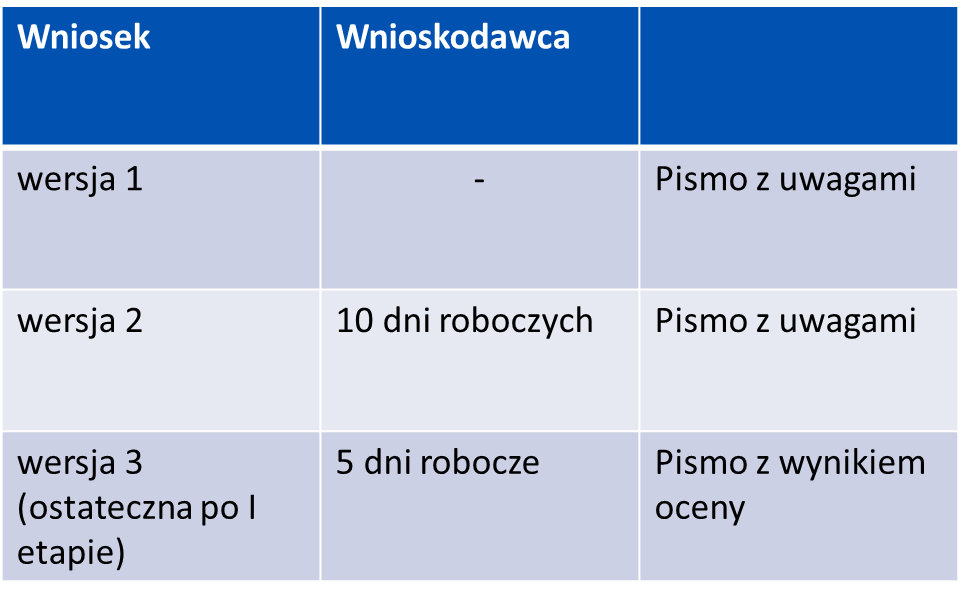 Wniosek Wnioskodawca
wersja 1 - Pismo z uwagami
wersja 2 10 dni roboczych Pismo z uwagami
wersja 3 5 dni robocze Pismo z wynikiem
(ostateczna po I oceny
etapie)